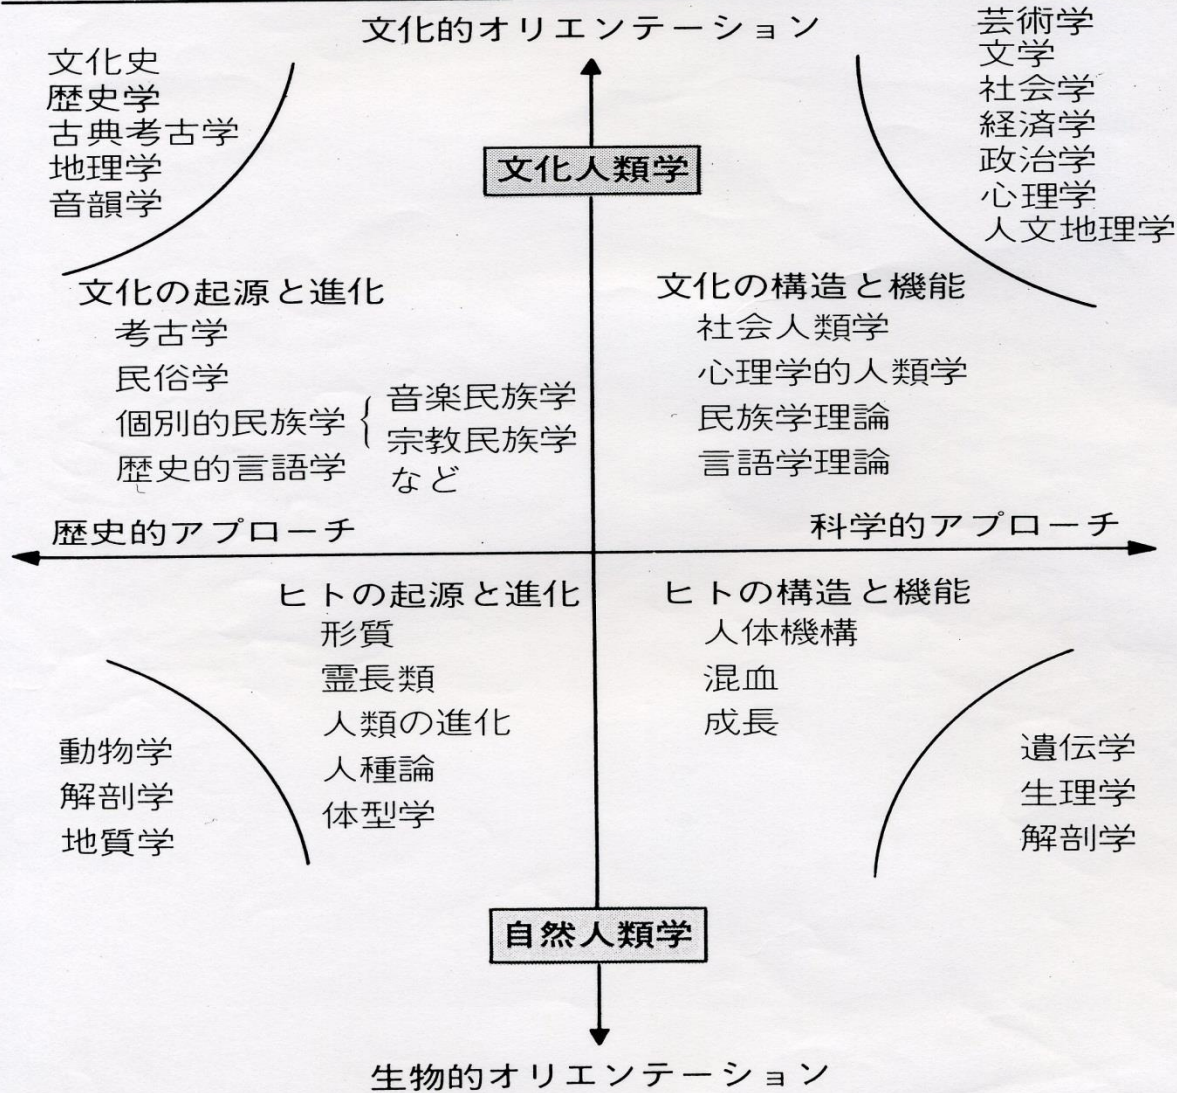 文化的オリエンテーション
文化史
歴史学
古典考古学
地理学
音韻学
芸術学
文学
社会学
経済学
政治学
心理学
人文地理学
文化人類学
文化の起源と進化
考古学
民俗学
個別的民族学
音楽民族学
宗教民族学
など
歴史的言語学
文化の構造と機能
社会人類学
心理学的人類学
民族学理論
言語学理論
歴史的アプローチ
科学的アプローチ
ヒトの起源と進化
形質
霊長類
人類の進化
人種論
体型学
ヒトの構造と機能
人体機構
混血
成長
動物学
解剖学
地質学
遺伝学
生理学
解剖学
自然人類学
生物的オリエンテーション